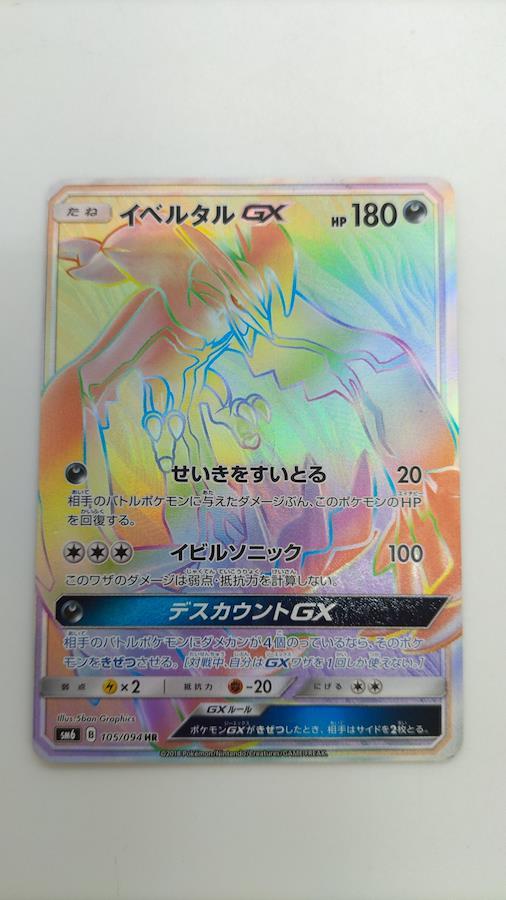 たね イベルタルGX HP 180
せいきをすいとる 20
相手のバトルポケモンに与えたダメージぶん、このポケモンのHP
を回復する。
イビルソニック 100
このワザのダメージは弱点・抵抗力を計算しない。
デスカウントGX
相手のバトルポケモンにダメカンが4個のっているなら、そのポケ
モンをきぜつさせる。[対戦中、自分はGXワザを1回しか使えない。]
弱点 ×2 抵抗力 -20 にげる
Illus. 5ban Graphics
GXルール
ポケモンGXがきぜつしたとき、相手はサイドを2枚とる。
SM6 B 105/094 HR
©2018 Pokémon/Nintendo/Creatures/GAME FREAK.